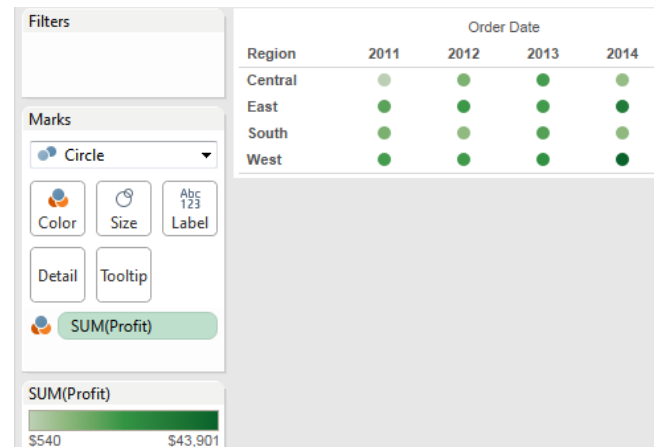 Filters
Marks
Circle
Color
Size
Abc
123
Label
Detail
Tooltip
SUM(Profit)
SUM(Profit)
$540 $43,901
Order Date
Region 2011 2012 2013 2014
Central
East
South
West